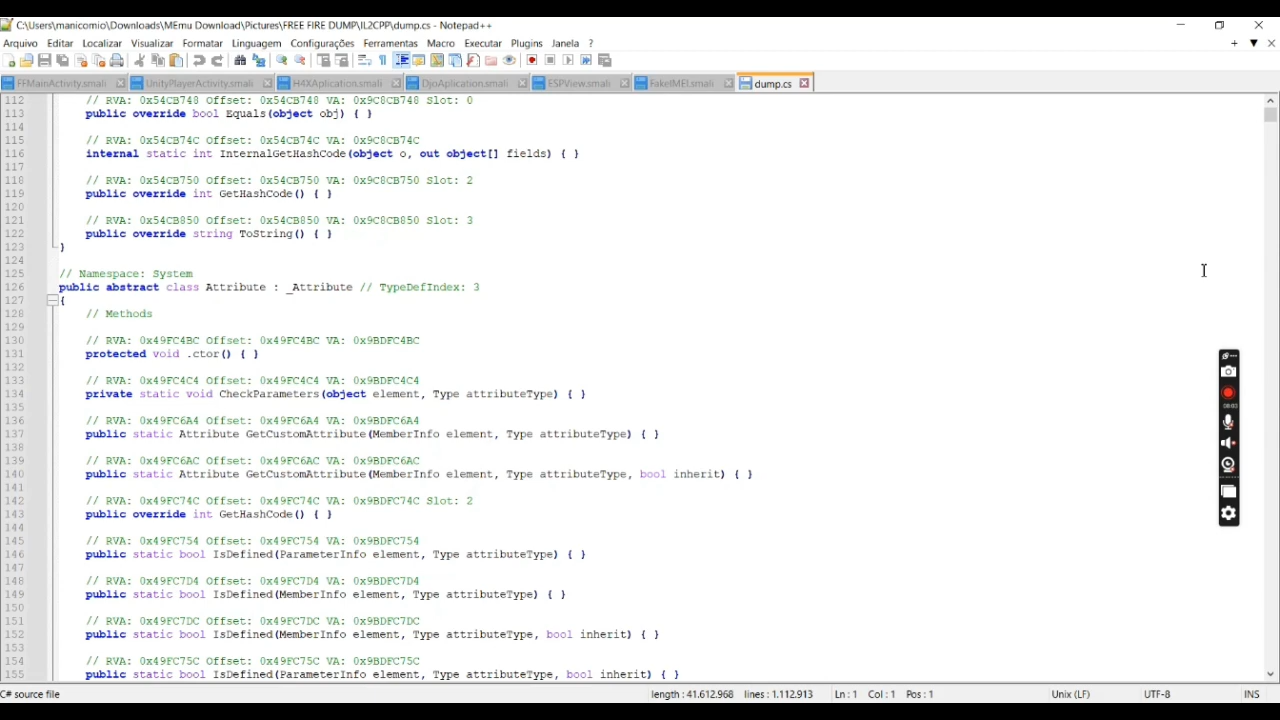 C:\Users\manicomio\Downloads\MEmu Download\Pictures\FREE FIRE DUMP\IL2CPP\dump.cs - Notepad++
Arquivo Editar Localizar Visualizar Formatar Linguagem Configurações Ferramentas Macro Executar Plugins Janela ?
FFMainActivity.smali UnityPlayerActivity.smali H4XAplication.smali DjoAplication.smali ESPView.smali FakeIMEI.smali dump.cs
112 // RVA: 0x54CB748 Offset: 0x54CB748 VA: 0x9C8CB748 Slot: 0
113 public override bool Equals(object obj) { }
114
115 // RVA: 0x54CB74C Offset: 0x54CB74C VA: 0x9C8CB74C
116 internal static int InternalGetHashCode(object o, out object[] fields) { }
117
118 // RVA: 0x54CB750 Offset: 0x54CB750 VA: 0x9C8CB750 Slot: 2
119 public override int GetHashCode() { }
120
121 // RVA: 0x54CB850 Offset: 0x54CB850 VA: 0x9C8CB850 Slot: 3
122 public override string ToString() { }
123 }
124
125 // Namespace: System
126 public abstract class Attribute : _Attribute // TypeDefIndex: 3
127 {
128 // Methods
129
130 // RVA: 0x49FC4BC Offset: 0x49FC4BC VA: 0x9BDFC4BC
131 protected void .ctor() { }
132
133 // RVA: 0x49FC4C4 Offset: 0x49FC4C4 VA: 0x9BDFC4C4
134 private static void CheckParameters(object element, Type attributeType) { }
135
136 // RVA: 0x49FC6A4 Offset: 0x49FC6A4 VA: 0x9BDFC6A4
137 public static Attribute GetCustomAttribute(MemberInfo element, Type attributeType) { }
138
139 // RVA: 0x49FC6AC Offset: 0x49FC6AC VA: 0x9BDFC6AC
140 public static Attribute GetCustomAttribute(MemberInfo element, Type attributeType, bool inherit) { }
141
142 // RVA: 0x49FC74C Offset: 0x49FC74C VA: 0x9BDFC74C Slot: 2
143 public override int GetHashCode() { }
144
145 // RVA: 0x49FC754 Offset: 0x49FC754 VA: 0x9BDFC754
146 public static bool IsDefined(ParameterInfo element, Type attributeType) { }
147
148 // RVA: 0x49FC7D4 Offset: 0x49FC7D4 VA: 0x9BDFC7D4
149 public static bool IsDefined(MemberInfo element, Type attributeType) { }
150
151 // RVA: 0x49FC7DC Offset: 0x49FC7DC VA: 0x9BDFC7DC
152 public static bool IsDefined(MemberInfo element, Type attributeType, bool inherit) { }
153
154 // RVA: 0x49FC75C Offset: 0x49FC75C VA: 0x9BDFC75C
155 public static bool IsDefined(ParameterInfo element, Type attributeType, bool inherit) { }
C# source file length : 41.612.968 lines : 1.112.913 Ln : 1 Col : 1 Pos : 1 Unix (LF) UTF-8 INS